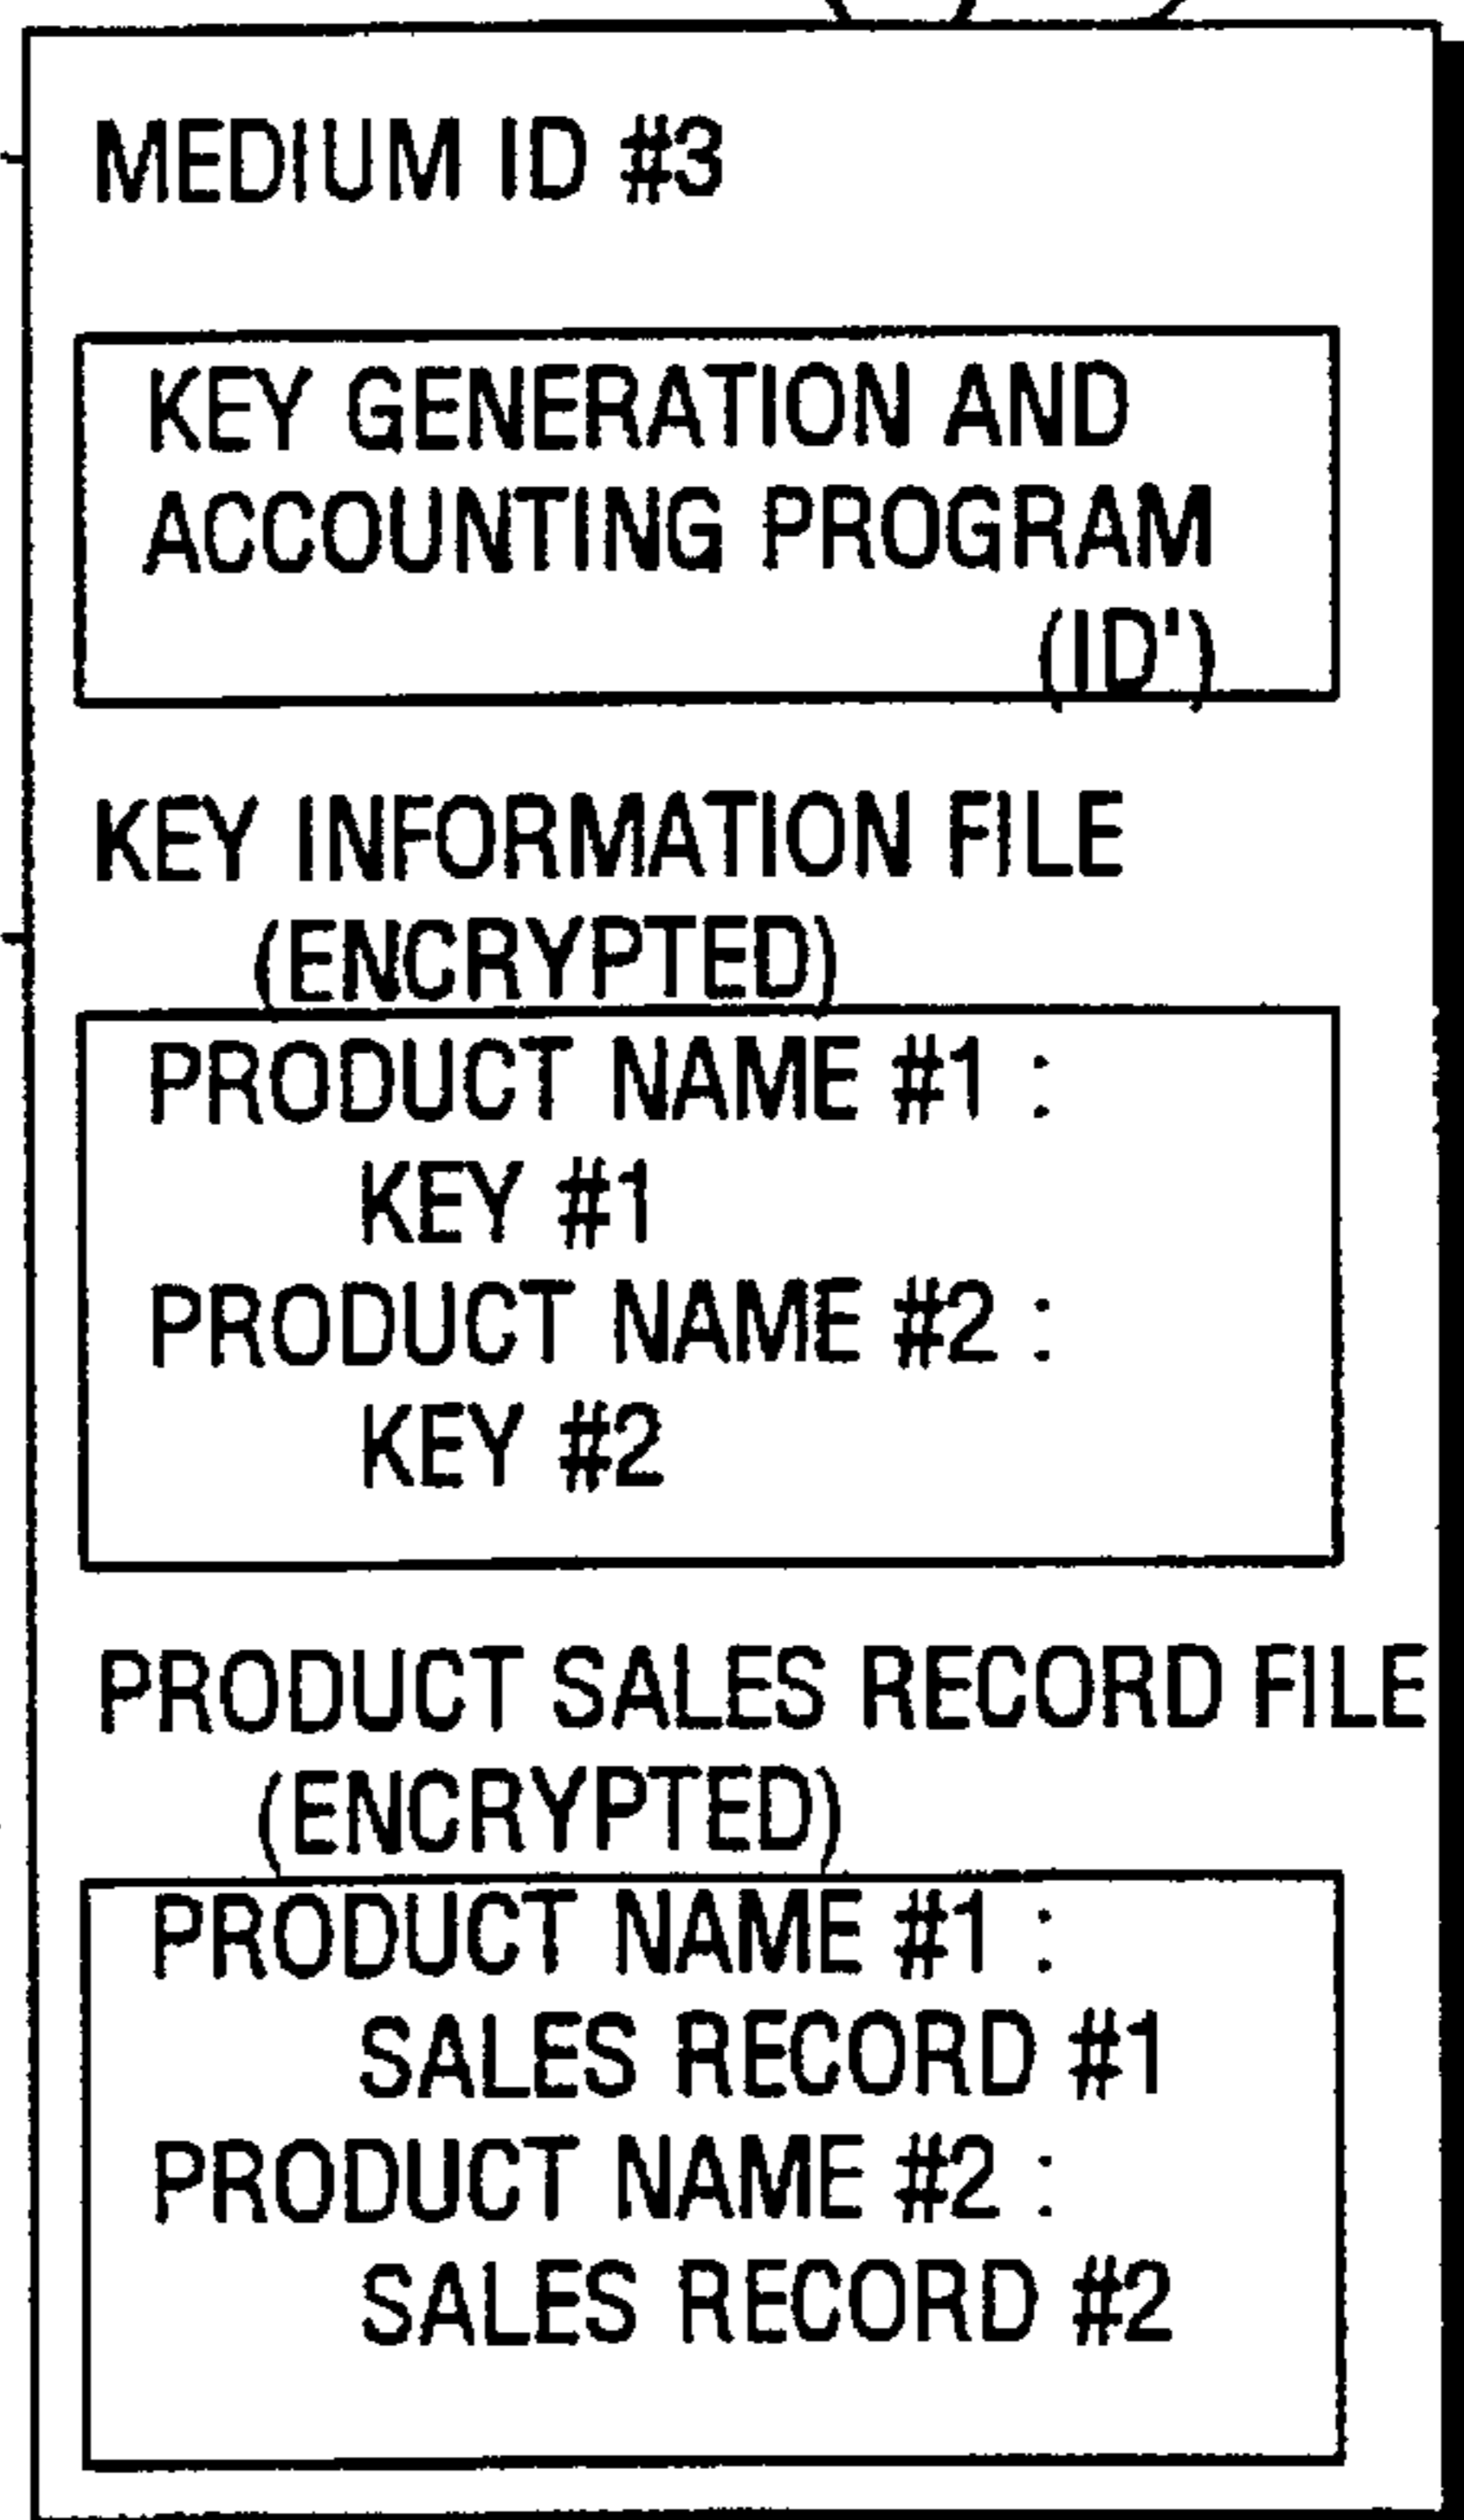 MEDIUM ID #3
KEY GENERATION AND
ACCOUNTING PROGRAM
(ID')
KEY INFORMATION FILE
(ENCRYPTED)
PRODUCT NAME #1 :
KEY #1
PRODUCT NAME #2 :
KEY #2
PRODUCT SALES RECORD FILE
(ENCRYPTED)
PRODUCT NAME #1 :
SALES RECORD #1
PRODUCT NAME #2 :
SALES RECORD #2